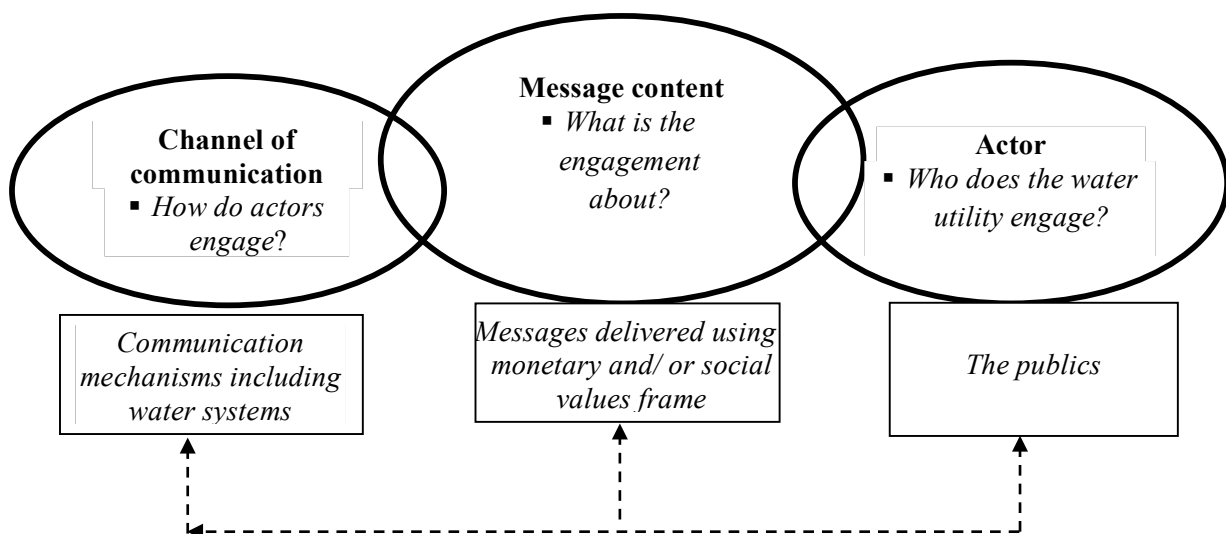 Channel of
communication
▪ How do actors
engage?
Message content
▪ What is the
engagement
about?
Actor
▪ Who does the water
utility engage?
Communication
mechanisms including
water systems
Messages delivered using
monetary and/ or social
values frame
The publics